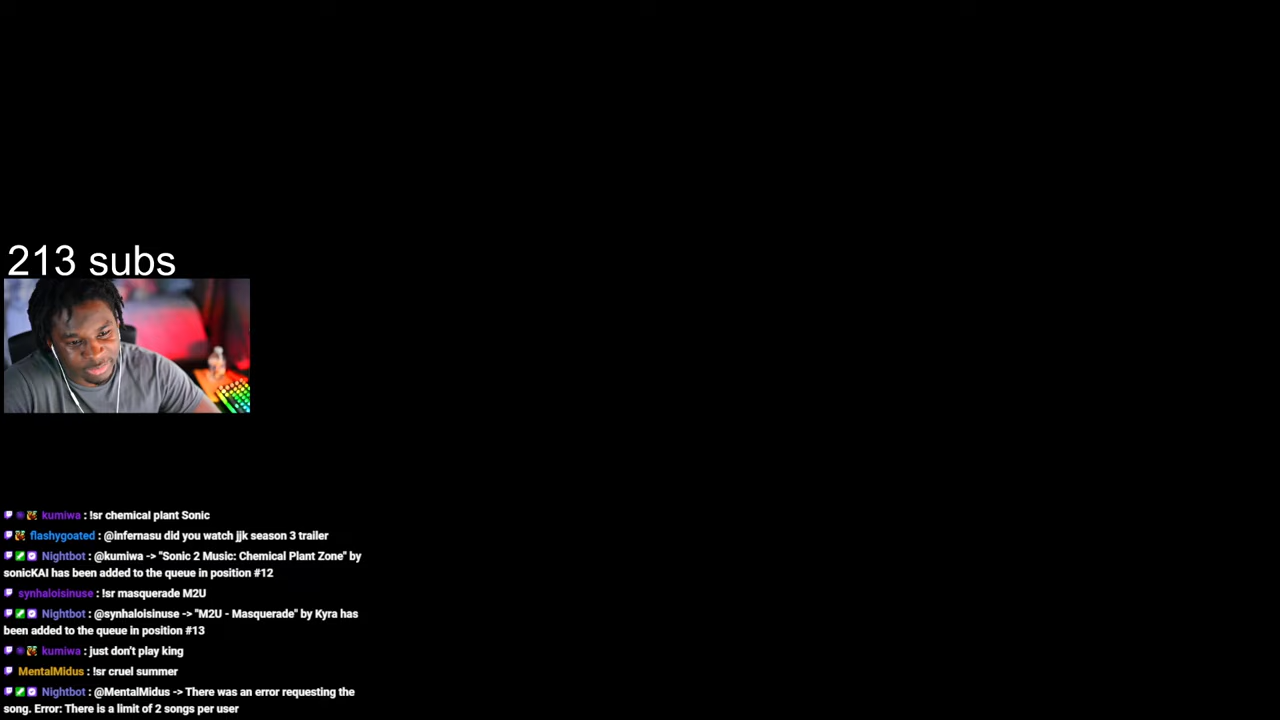 213 subs
kumiwa : !sr chemical plant Sonic
flashygoated : @infernasu did you watch jjk season 3 trailer
Nightbot : @kumiwa -> "Sonic 2 Music: Chemical Plant Zone" by
sonicKAI has been added to the queue in position #12
synhaloisinuse : !sr masquerade M2U
Nightbot : @synhaloisinuse -> "M2U - Masquerade" by Kyra has
been added to the queue in position #13
kumiwa : just don't play king
MentalMidus : !sr cruel summer
Nightbot : @MentalMidus -> There was an error requesting the
song. Error: There is a limit of 2 songs per user